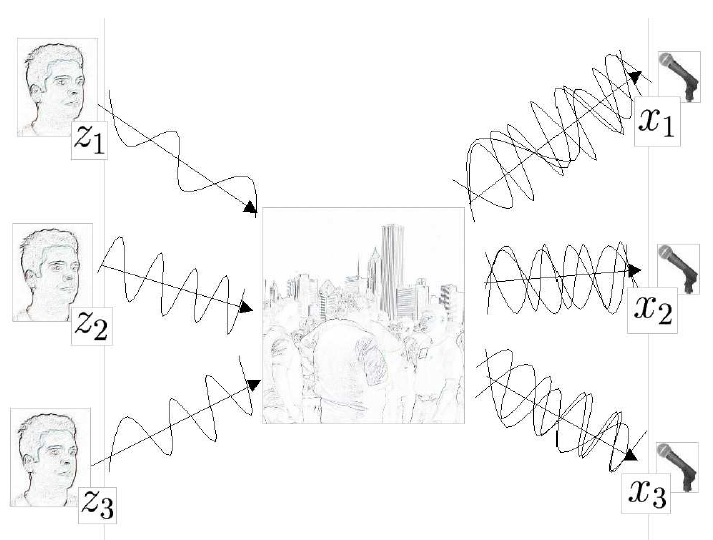 z₁
x₁
z₂
x₂
z₃
x₃